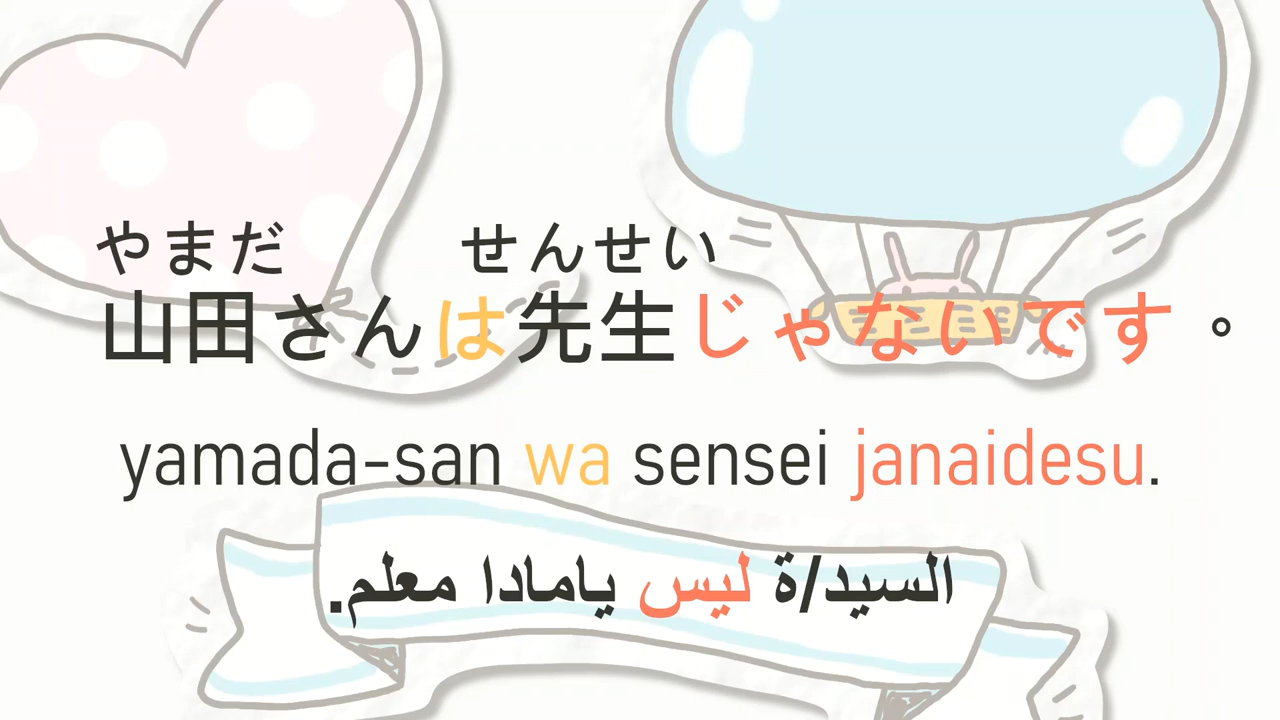 やまだ せんせい
山田さんは先生じゃないです。
yamada-san wa sensei janaidesu.
السيد/ة ليس يامادا معلم.